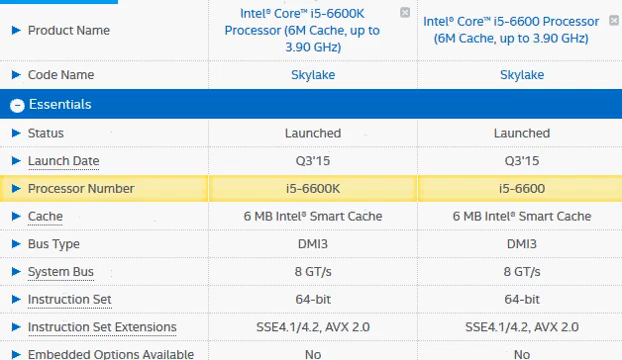 Product Name
Intel® Core™ i5-6600K
Processor (6M Cache, up to
3.90 GHz)
Intel® Core™ i5-6600 Processor
(6M Cache, up to 3.90 GHz)
Code Name Skylake Skylake
Essentials
Status Launched Launched
Launch Date Q3'15 Q3'15
Processor Number i5-6600K i5-6600
Cache 6 MB Intel® Smart Cache 6 MB Intel® Smart Cache
Bus Type DMI3 DMI3
System Bus 8 GT/s 8 GT/s
Instruction Set 64-bit 64-bit
Instruction Set Extensions SSE4.1/4.2, AVX 2.0 SSE4.1/4.2, AVX 2.0
Embedded Options Available No No